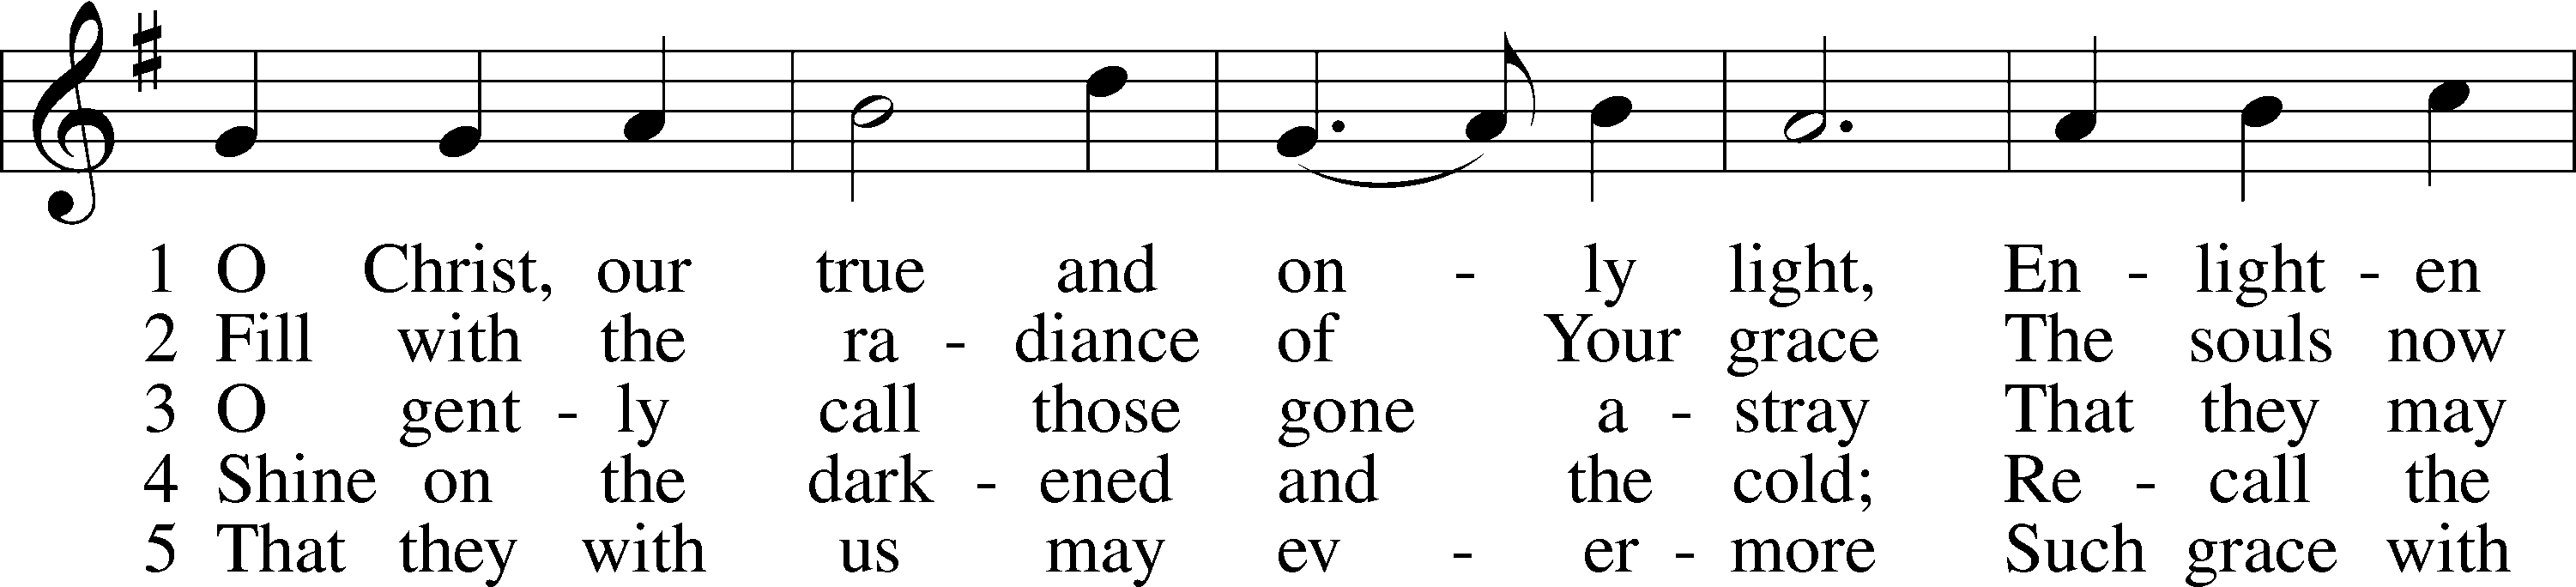 1 O Christ, our true and on - ly light, En - light - en
2 Fill with the ra - diance of Your grace The souls now
3 O gent - ly call those gone a - stray That they may
4 Shine on the dark - ened and the cold; Re - call the
5 That they with us may ev - er - more Such grace with